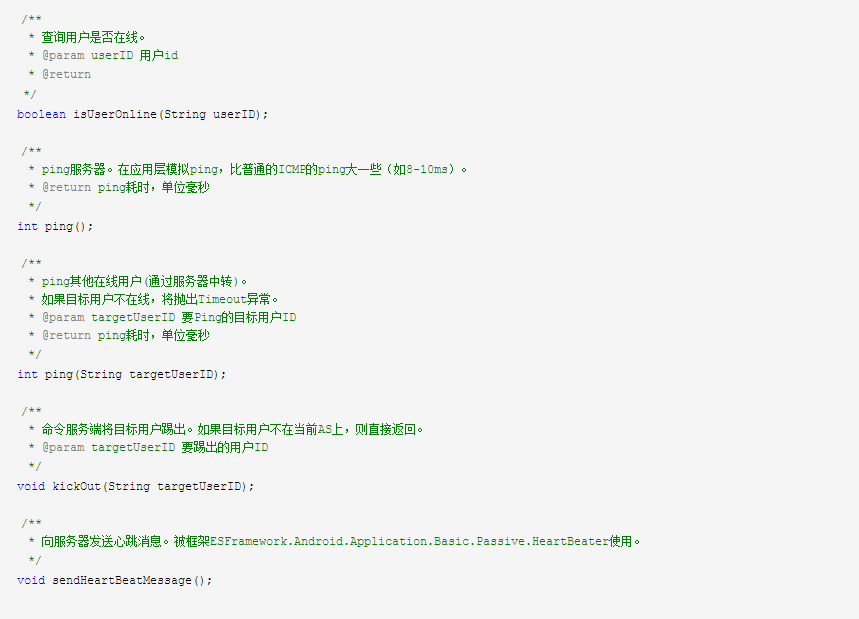 /**
* 查询用户是否在线。
* @param userID 用户id
* @return
*/
boolean isUserOnline(String userID);
/**
* ping服务器。在应用层模拟ping，比普通的ICMP的ping大一些（如8-10ms）。
* @return ping耗时，单位毫秒
*/
int ping();
/**
* ping其他在线用户(通过服务器中转)。
* 如果目标用户不在线，将抛出Timeout异常。
* @param targetUserID 要Ping的目标用户ID
* @return ping耗时，单位毫秒
*/
int ping(String targetUserID);
/**
* 命令服务端将目标用户踢出。如果目标用户不在当前AS上，则直接返回。
* @param targetUserID 要踢出的用户ID
*/
void kickOut(String targetUserID);
/**
* 向服务器发送心跳消息。被框架ESFramework.Android.Application.Basic.Passive.HeartBeater使用。
*/
void sendHeartBeatMessage();